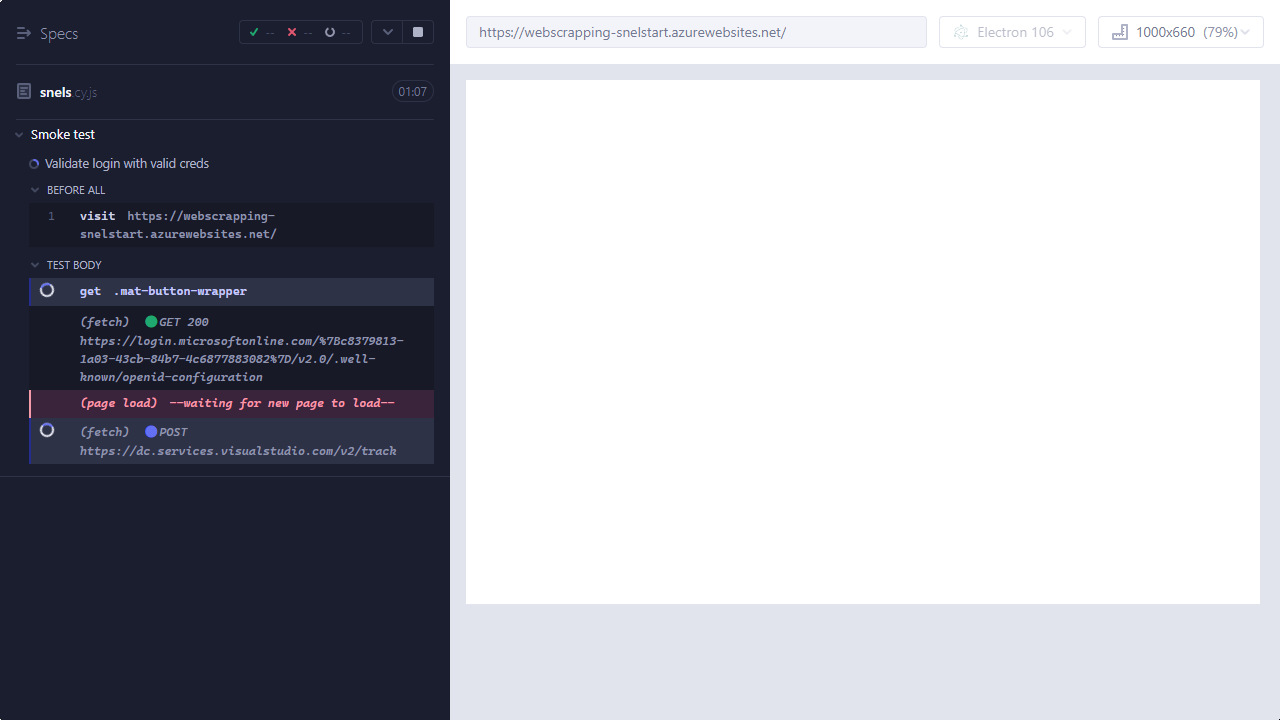 Specs
-- -- --
https://webscrapping-snelstart.azurewebsites.net/
Electron 106
1000x660 (79%)
snels.cy.js
01:07
Smoke test
Validate login with valid creds
BEFORE ALL
1 visit https://webscrapping-
snelstart.azurewebsites.net/
TEST BODY
get .mat-button-wrapper
(fetch) GET 200
https://login.microsoftonline.com/%7Bc8379813-
1a03-43cb-84b7-4c6877883082%7D/v2.0/.well-
known/openid-configuration
(page load) --waiting for new page to load--
(fetch) POST
https://dc.services.visualstudio.com/v2/track